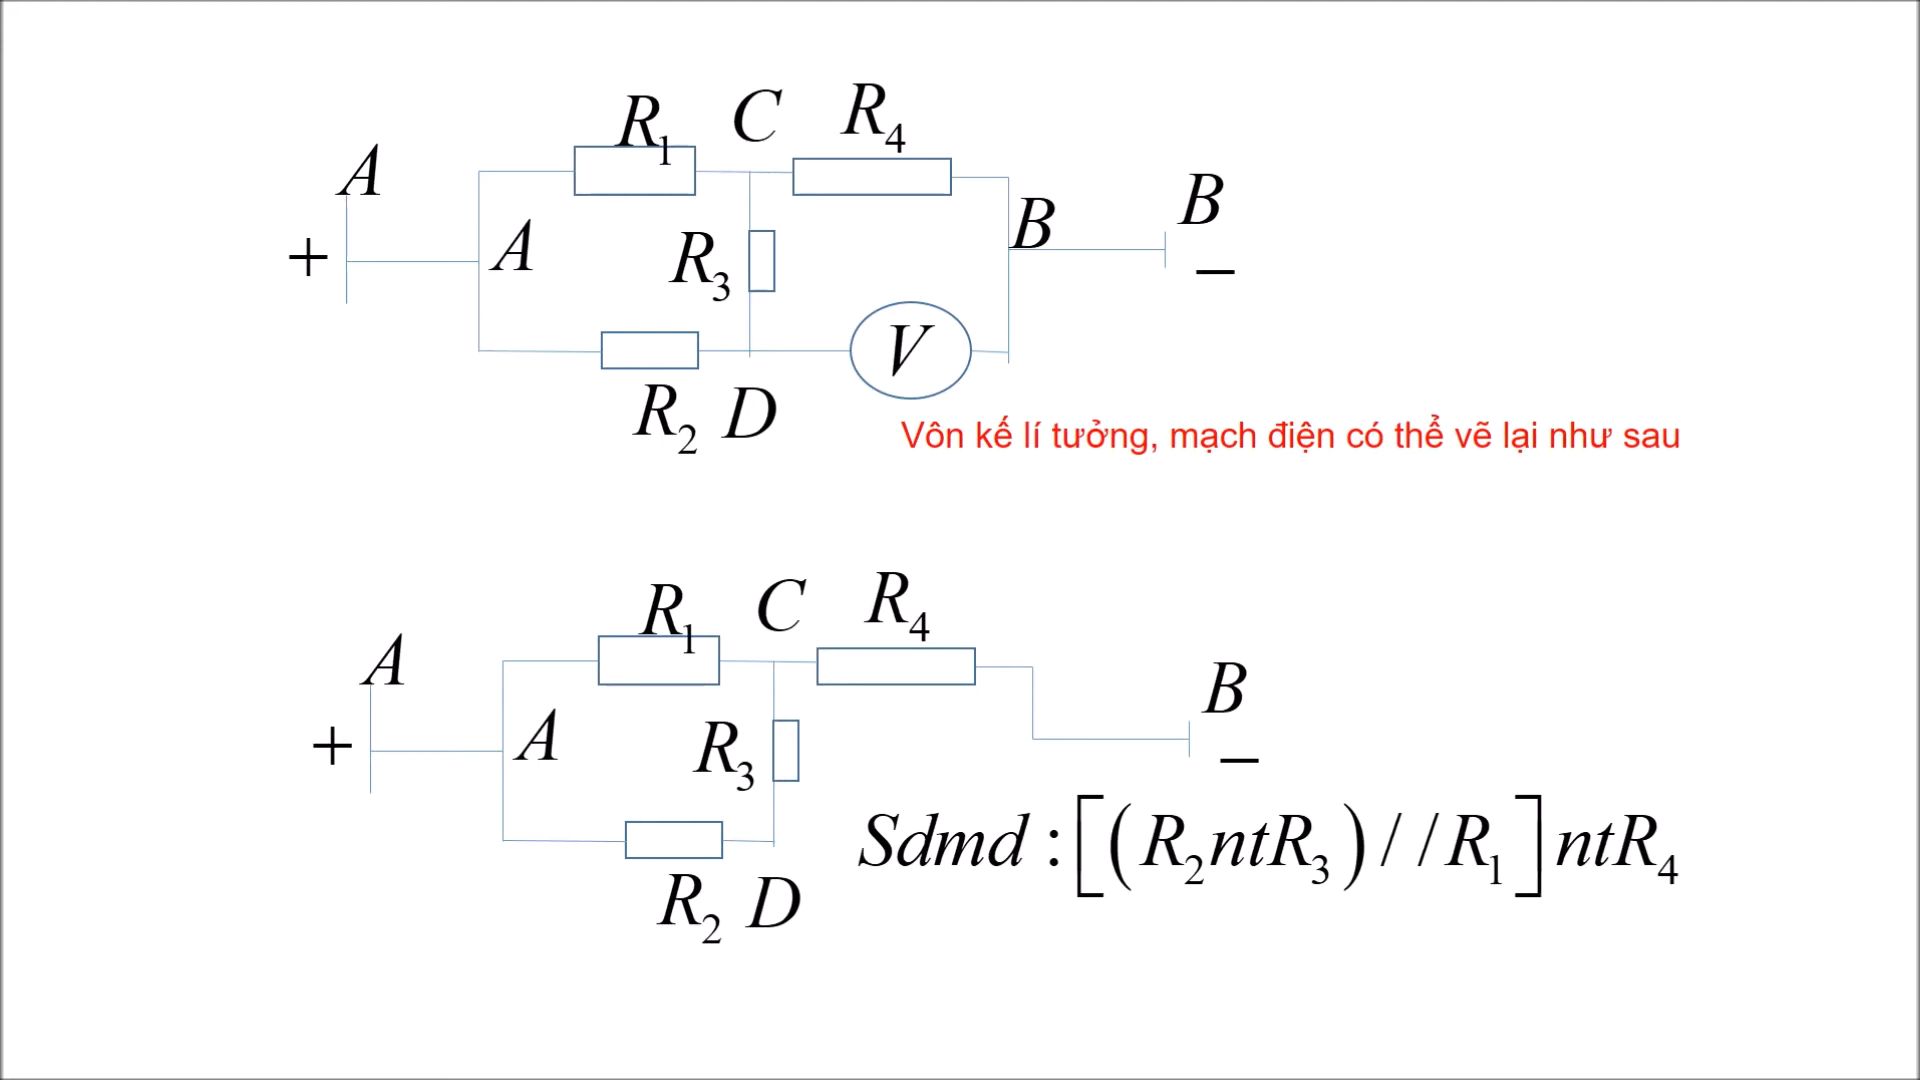 R₁ C R₄
A B
+ A R₃ B −
V
R₂ D
Vôn kế lí tưởng, mạch điện có thể vẽ lại như sau
R₁ C R₄
A B
+ A R₃ −
Sdmd : [(R₂ntR₃)//R₁]ntR₄
R₂ D